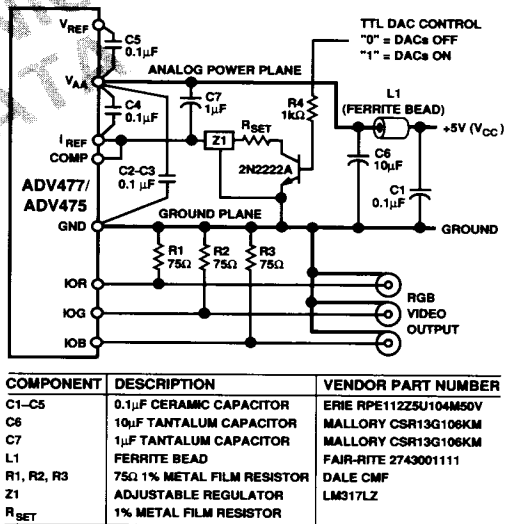 VREF
C5
0.1μF
TTL DAC CONTROL
"0" = DACs OFF
"1" = DACs ON
VAA
ANALOG POWER PLANE
C4
0.1μF
C7
1μF
R4
1kΩ
L1
(FERRITE BEAD)
+5V (VCC)
IREF
COMP
Z1
RSET
2N2222A
C6
10μF
C2–C3
0.1 μF
C1
0.1μF
ADV477/
ADV475
GND
GROUND PLANE
GROUND
R1
75Ω
R2
75Ω
R3
75Ω
IOR
IOG
IOB
RGB
VIDEO
OUTPUT
COMPONENT DESCRIPTION VENDOR PART NUMBER
C1–C5 0.1μF CERAMIC CAPACITOR ERIE RPE112Z5U104M50V
C6 10μF TANTALUM CAPACITOR MALLORY CSR13G106KM
C7 1μF TANTALUM CAPACITOR MALLORY CSR13G106KM
L1 FERRITE BEAD FAIR-RITE 2743001111
R1, R2, R3 75Ω 1% METAL FILM RESISTOR DALE CMF
Z1 ADJUSTABLE REGULATOR LM317LZ
RSET 1% METAL FILM RESISTOR